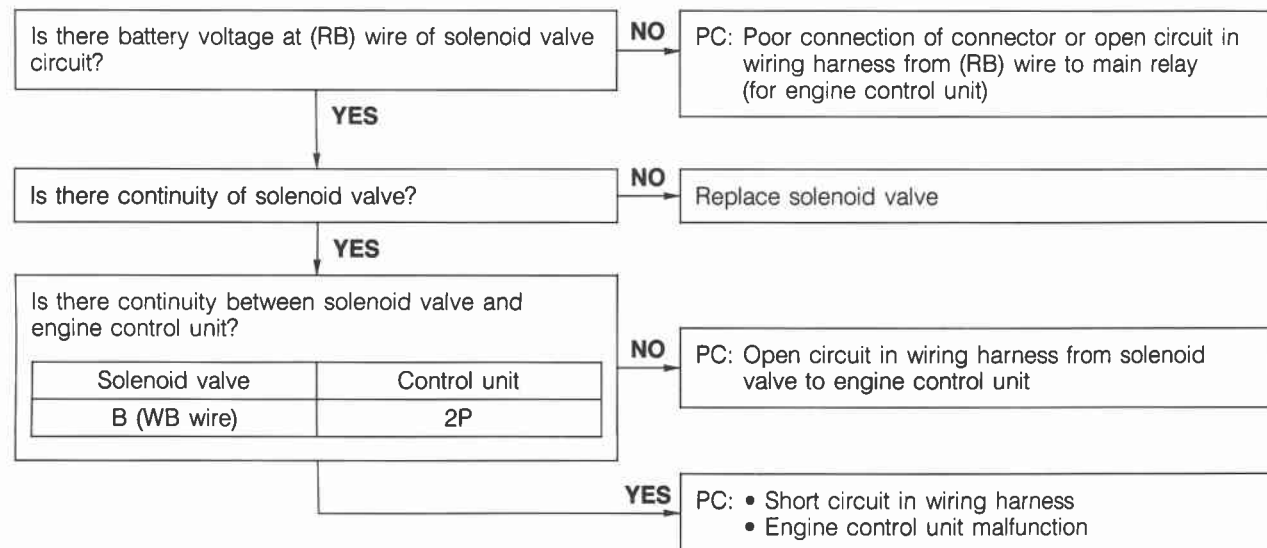 Is there battery voltage at (RB) wire of solenoid valve
circuit?
NO
PC: Poor connection of connector or open circuit in
wiring harness from (RB) wire to main relay
(for engine control unit)
YES
Is there continuity of solenoid valve?
NO
Replace solenoid valve
YES
Is there continuity between solenoid valve and
engine control unit?
Solenoid valve Control unit
B (WB wire) 2P
NO
PC: Open circuit in wiring harness from solenoid
valve to engine control unit
YES
PC: • Short circuit in wiring harness
• Engine control unit malfunction